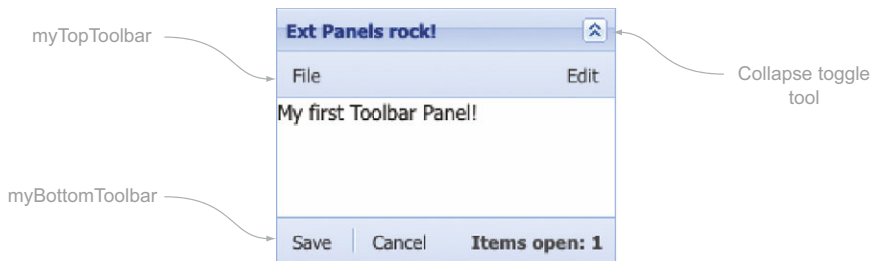 Ext Panels rock!
myTopToolbar
File Edit
Collapse toggle
tool
My first Toolbar Panel!
myBottomToolbar
Save Cancel Items open: 1